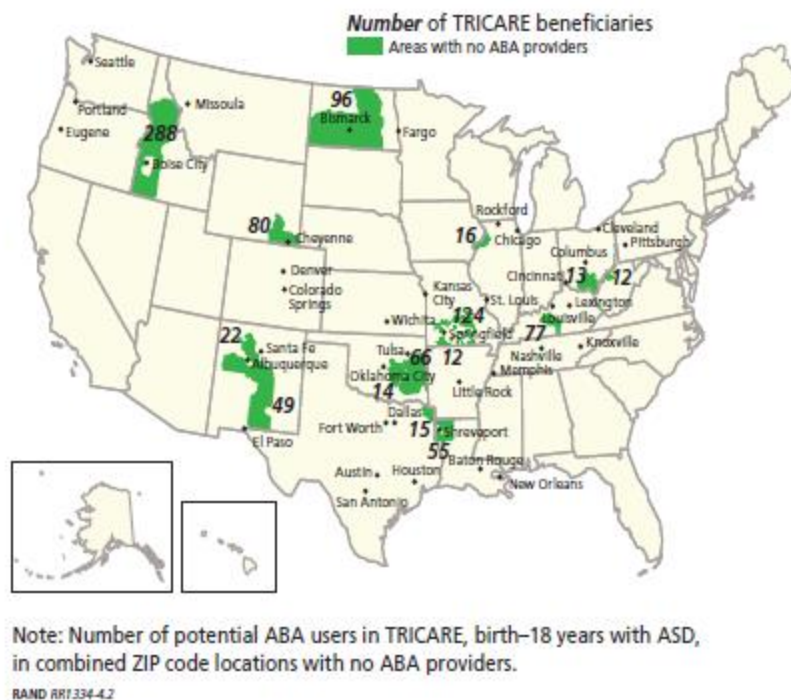 Number of TRICARE beneficiaries
Areas with no ABA providers
Seattle
Portland
Missoula
96
Bismarck
Eugene
288
Fargo
Boise City
Rockford
80
Cheyenne
16
Chicago
Cleveland
Pittsburgh
Columbus
Denver
Cincinnati
13
12
Colorado
Springs
Kansas
City
St. Louis
Lexington
Louisville
Wichita
124
Springfield
77
Knoxville
22
Santa Fe
Albuquerque
Tulsa
66
12
Nashville
Memphis
Oklahoma City
14
Little Rock
49
Dallas
Fort Worth
15
Shreveport
El Paso
55
Baton Rouge
Austin
Houston
New Orleans
San Antonio
Note: Number of potential ABA users in TRICARE, birth–18 years with ASD,
in combined ZIP code locations with no ABA providers.
RAND RR1334-4.2